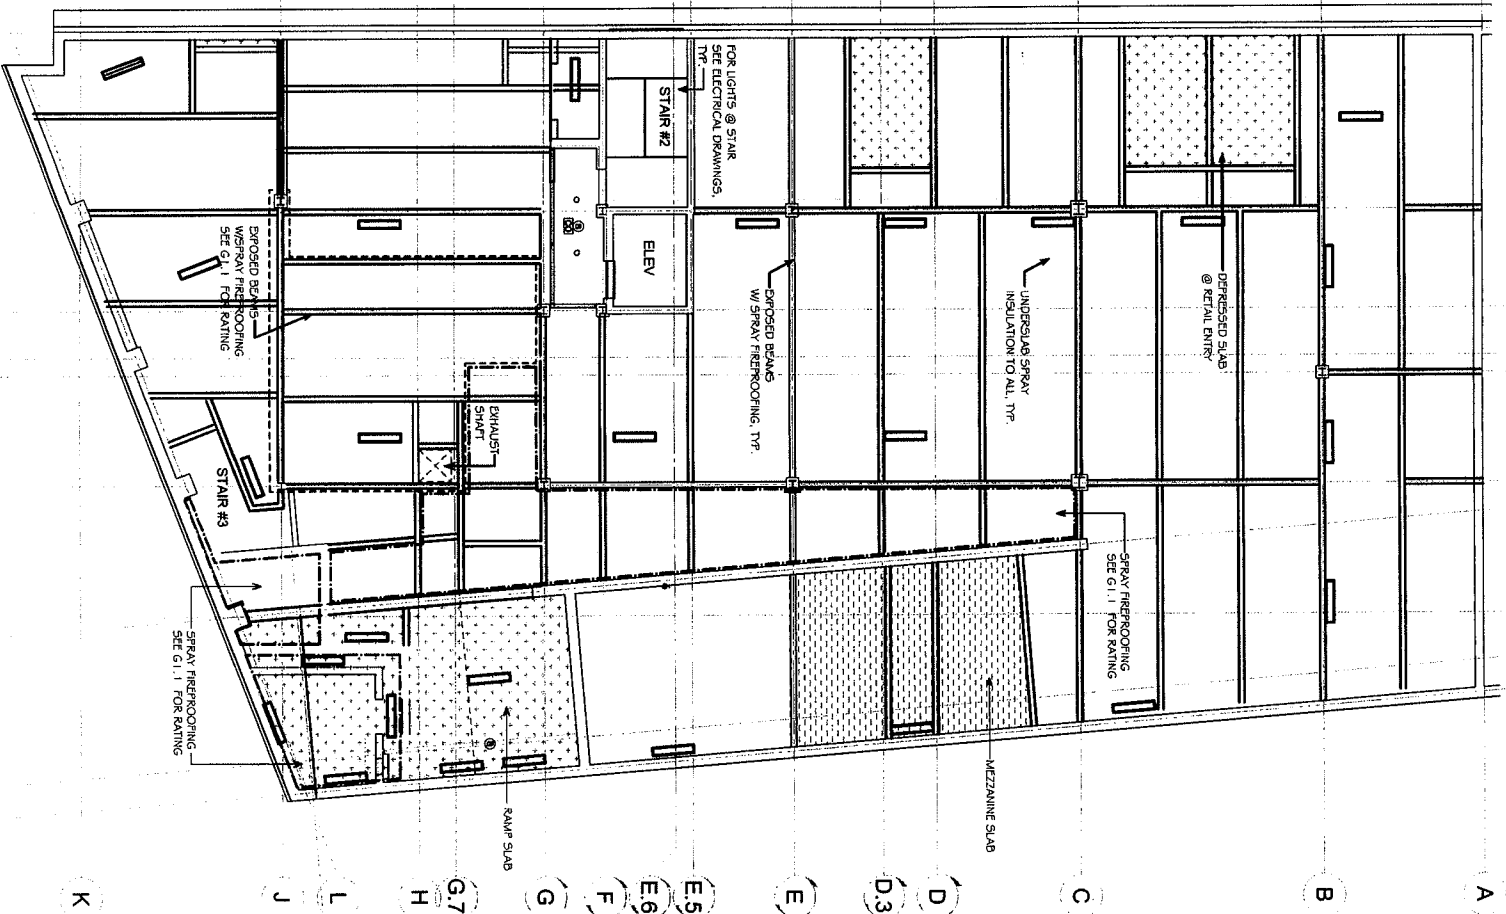 FOR LIGHTS @ STAIR
SEE ELECTRICAL DRAWINGS,
TYP.
STAIR #2
ELEV
EXPOSED BEAMS
W/SPRAY FIREPROOFING
SEE G1.1 FOR RATING
EXPOSED BEAMS
W/ SPRAY FIREPROOFING, TYP.
UNDERSLAB SPRAY
INSULATION TO ALL, TYP.
DEPRESSED SLAB
@ RETAIL ENTRY
EXHAUST
SHAFT
STAIR #3
SPRAY FIREPROOFING
SEE G1.1 FOR RATING
SPRAY FIREPROOFING
SEE G1.1 FOR RATING
MEZZANINE SLAB
RAMP SLAB
K
J
L
H
G.7
G
F
E.6
E.5
E
D.3
D
C
B
A